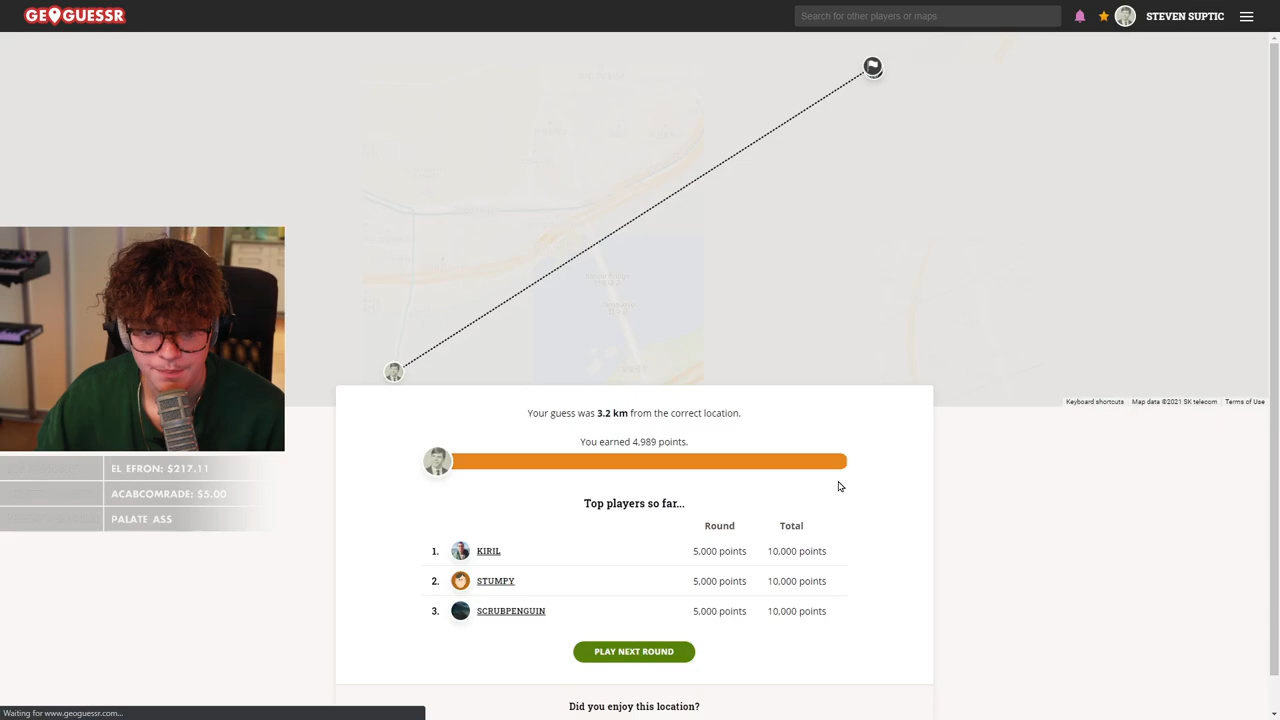 GEOGUESSR
Search for other players or maps
STEVEN SUPTIC
Keyboard shortcuts
Map data ©2021 SK telecom
Terms of Use
Your guess was 3.2 km from the correct location.
You earned 4,989 points.
EL EFRON: $217.11
ACABCOMRADE: $5.00
PALATE ASS
Top players so far...
Round Total
1. KIRIL 5,000 points 10,000 points
2. STUMPY 5,000 points 10,000 points
3. SCRUBPENGUIN 5,000 points 10,000 points
PLAY NEXT ROUND
Did you enjoy this location?
Waiting for www.geoguessr.com...